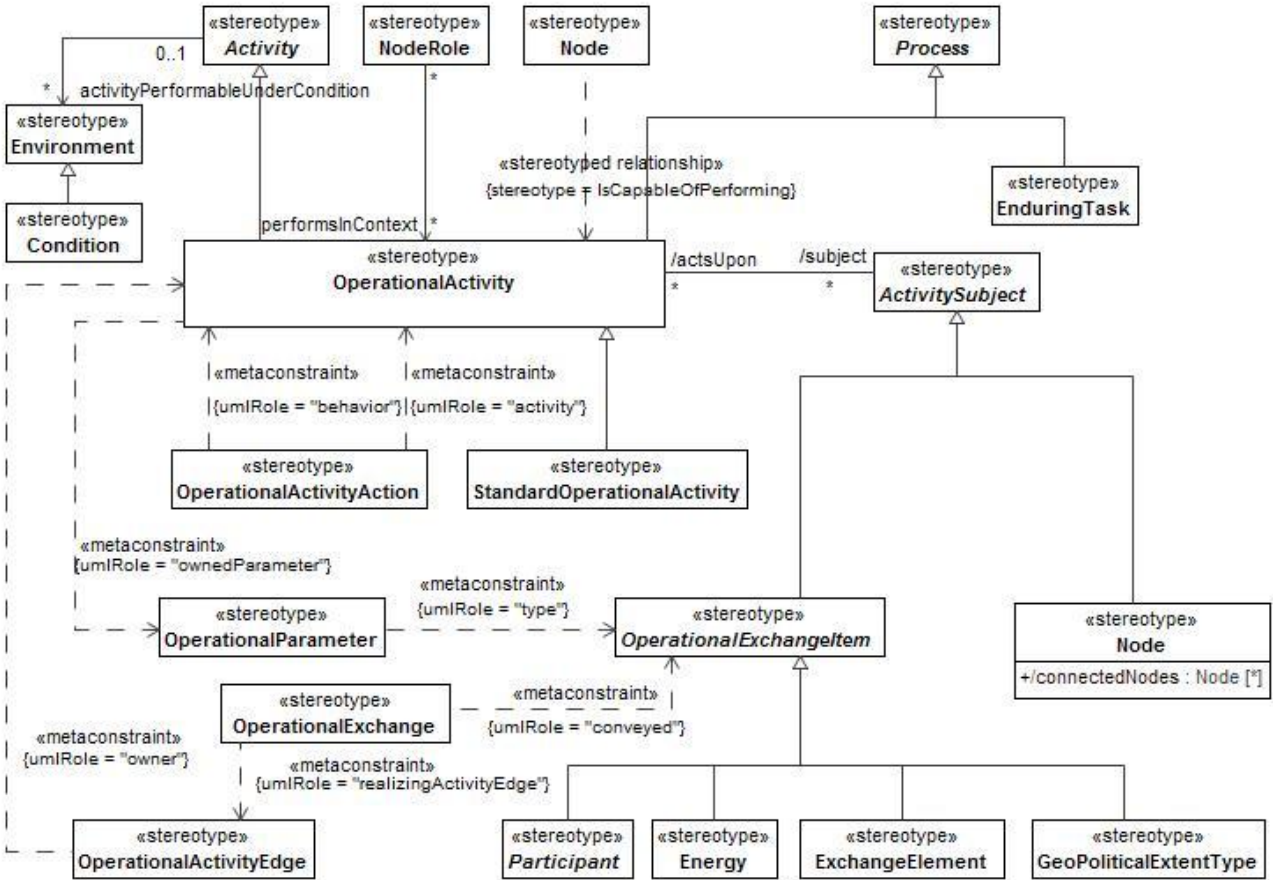 «stereotype»
Activity
«stereotype»
NodeRole
«stereotype»
Node
«stereotype»
Process
0..1
*
*
activityPerformableUnderCondition
«stereotype»
Environment
«stereotyped relationship»
{stereotype = IsCapableOfPerforming}
«stereotype»
EnduringTask
«stereotype»
Condition
performsInContext
*
«stereotype»
OperationalActivity
/actsUpon
*
/subject
*
«stereotype»
ActivitySubject
«metaconstraint»
{umlRole = "behavior"}
«metaconstraint»
{umlRole = "activity"}
«stereotype»
OperationalActivityAction
«stereotype»
StandardOperationalActivity
«metaconstraint»
{umlRole = "ownedParameter"}
«metaconstraint»
{umlRole = "type"}
«stereotype»
OperationalParameter
«stereotype»
OperationalExchangeItem
«stereotype»
Node
+/connectedNodes : Node [*]
«stereotype»
OperationalExchange
«metaconstraint»
{umlRole = "conveyed"}
«metaconstraint»
{umlRole = "owner"}
«metaconstraint»
{umlRole = "realizingActivityEdge"}
«stereotype»
OperationalActivityEdge
«stereotype»
Participant
«stereotype»
Energy
«stereotype»
ExchangeElement
«stereotype»
GeoPoliticalExtentType